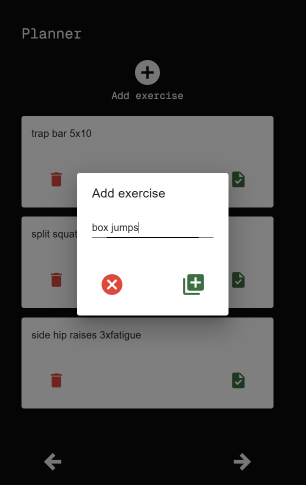 Planner
Add exercise
trap bar 5x10
Add exercise
box jumps
split squat
side hip raises 3xfatigue